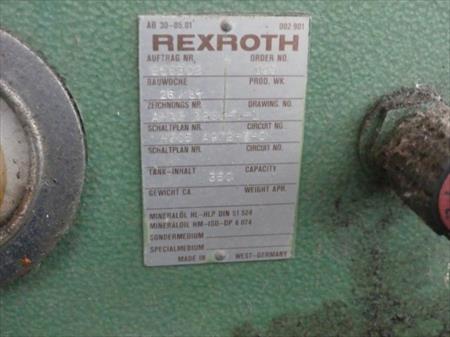 AB 30-05.01 002 901
REXROTH
AUFTRAG NR. ORDER NO.
BAUWOCHE PROD. WK.
ZEICHNUNGS NR. DRAWING NO.
SCHALTPLAN NR. CIRCUIT NO.
SCHALTPLAN NR. CIRCUIT NO.
TANK-INHALT CAPACITY
360
GEWICHT CA. WEIGHT APR.
MINERALÖL HL-HLP DIN 51 524
MINERALOIL HM-ISO-DP 6 074
SONDERMEDIUM
SPECIALMEDIUM
MADE IN WEST-GERMANY